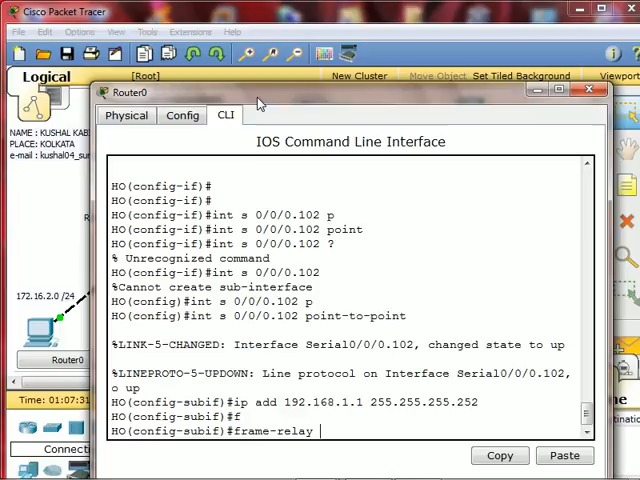 Cisco Packet Tracer
File Edit Options View Tools Extensions Help
Logical
[Root]
New Cluster
Move Object
Set Tiled Background
Viewport
Router0
Physical
Config
CLI
NAME : KUSHAL KAB
PLACE: KOLKATA
e-mail : kushal04_su
IOS Command Line Interface
HO(config-if)#
HO(config-if)#
HO(config-if)#int s 0/0/0.102 p
HO(config-if)#int s 0/0/0.102 point
HO(config-if)#int s 0/0/0.102 ?
% Unrecognized command
HO(config-if)#int s 0/0/0.102
%Cannot create sub-interface
HO(config)#int s 0/0/0.102 p
HO(config)#int s 0/0/0.102 point-to-point
%LINK-5-CHANGED: Interface Serial0/0/0.102, changed state to up
%LINEPROTO-5-UPDOWN: Line protocol on Interface Serial0/0/0.102,
o up
HO(config-subif)#ip add 192.168.1.1 255.255.255.252
HO(config-subif)#f
HO(config-subif)#frame-relay
172.16.2.0 /24
Router0
Time: 01:07:31
Connecti
Copy
Paste